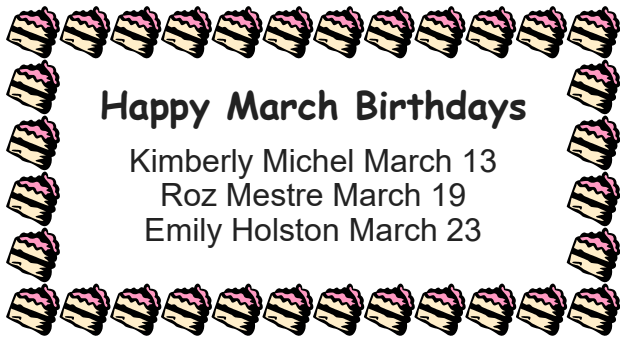 Happy March Birthdays
Kimberly Michel March 13
Roz Mestre March 19
Emily Holston March 23